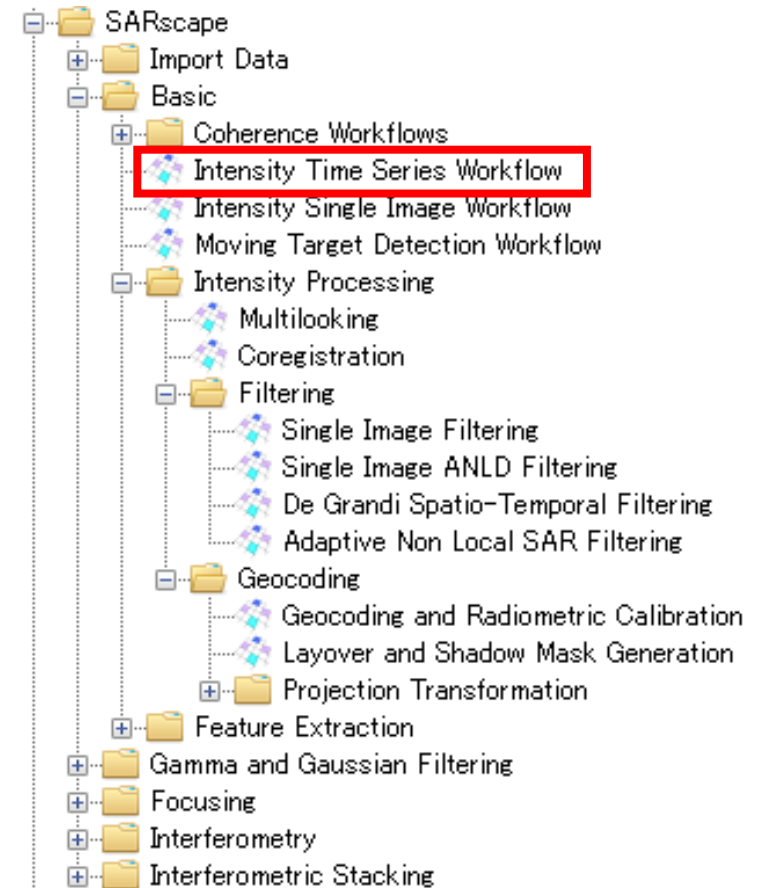 SARscape
Import Data
Basic
Coherence Workflows
Intensity Time Series Workflow
Intensity Single Image Workflow
Moving Target Detection Workflow
Intensity Processing
Multilooking
Coregistration
Filtering
Single Image Filtering
Single Image ANLD Filtering
De Grandi Spatio-Temporal Filtering
Adaptive Non Local SAR Filtering
Geocoding
Geocoding and Radiometric Calibration
Layover and Shadow Mask Generation
Projection Transformation
Feature Extraction
Gamma and Gaussian Filtering
Focusing
Interferometry
Interferometric Stacking